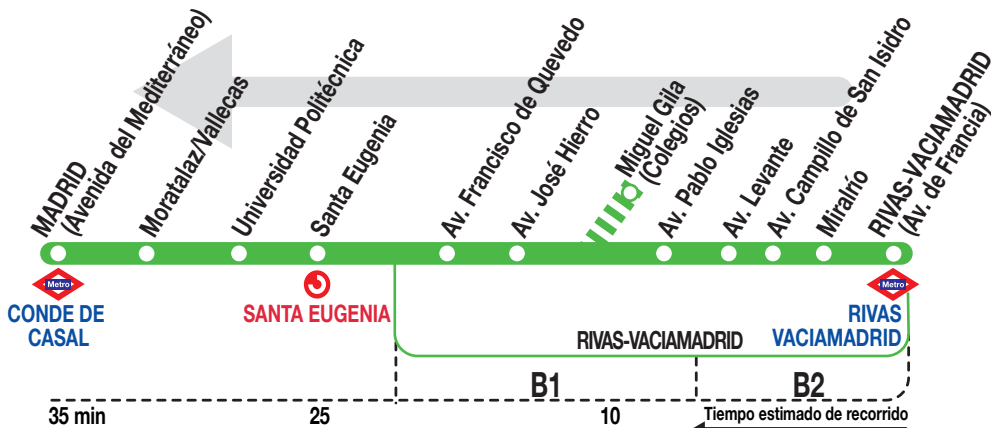 MADRID
(Avenida del Mediterráneo)
Moratalaz/Vallecas
Universidad Politécnica
Santa Eugenia
Av. Francisco de Quevedo
Av. José Hierro
Miguel Gila
(Colegios)
Av. Pablo Iglesias
Av. Levante
Av. Campillo de San Isidro
Miralrío
RIVAS-VACIAMADRID
(Av. de Francia)
Metro
CONDE DE
CASAL
SANTA EUGENIA
Metro
RIVAS
VACIAMADRID
RIVAS-VACIAMADRID
B1
B2
35 min
25
10
Tiempo estimado de recorrido